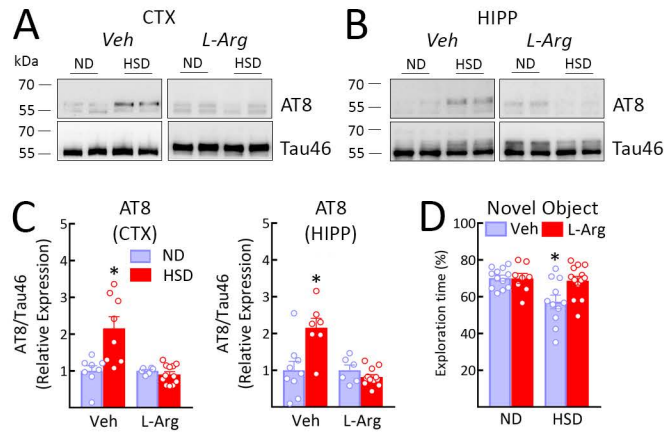 A
CTX
Veh
L-Arg
kDa
ND
HSD
ND
HSD
70
55
AT8
70
55
Tau46
B
HIPP
Veh
L-Arg
ND
HSD
ND
HSD
70
55
AT8
70
55
Tau46
C
AT8
(CTX)
ND
HSD
AT8/Tau46
(Relative Expression)
5
4
3
2
1
*
Veh
L-Arg
AT8
(HIPP)
AT8/Tau46
(Relative Expression)
5
4
3
2
1
*
Veh
L-Arg
D
Novel Object
Veh
L-Arg
Exploration time (%)
100
80
60
40
20
*
ND
HSD